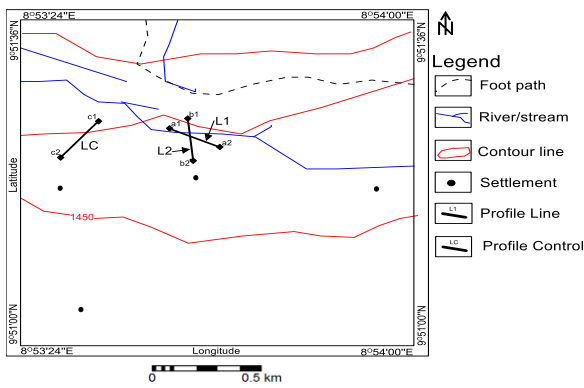 8°53'24"E
8°54'00"E
9°51'36"N
9°51'36"N
N
Legend
Foot path
River/stream
Contour line
Settlement
L1
Profile Line
LC
Profile Control
c1
b1
a1
L1
c2
LC
L2
b2
a2
Latitude
1450
9°51'00"N
9°51'00"N
8°53'24"E
Longitude
8°54'00"E
0
0.5 km